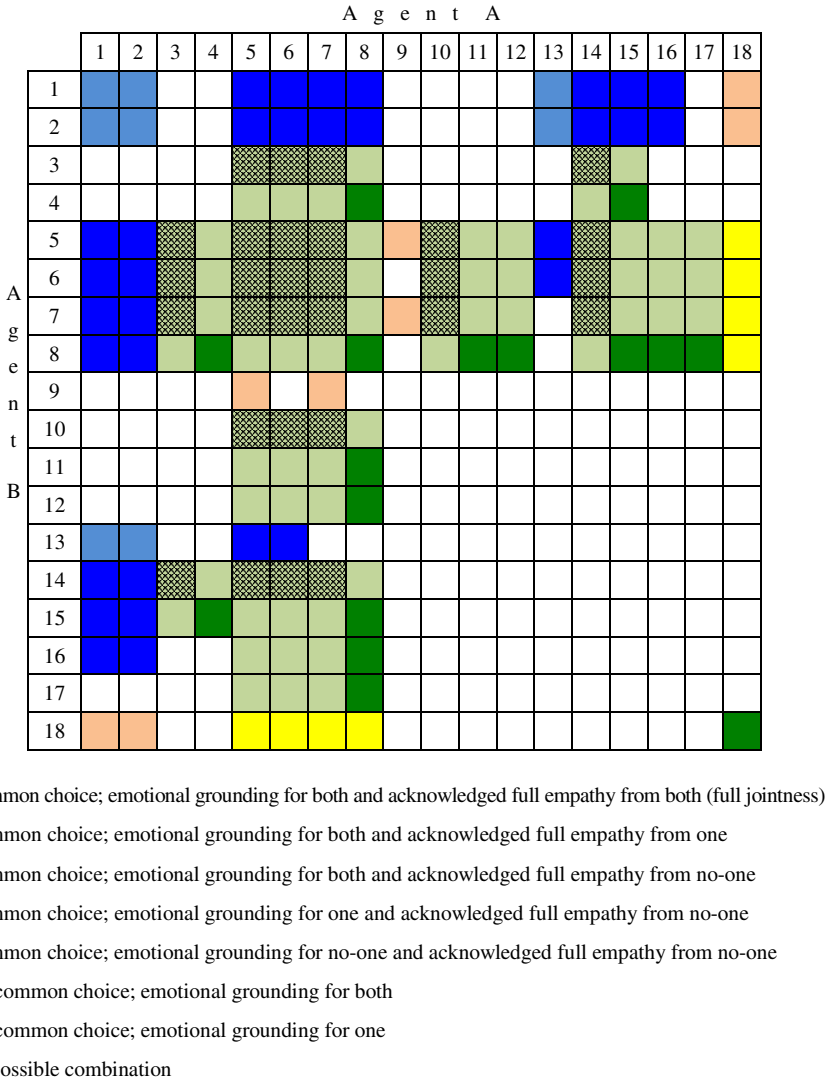 A g e n t A
1 2 3 4 5 6 7 8 9 10 11 12 13 14 15 16 17 18
A g e n t B
1
2
3
4
5
6
7
8
9
10
11
12
13
14
15
16
17
18
mmon choice; emotional grounding for both and acknowledged full empathy from both (full jointness)
mmon choice; emotional grounding for both and acknowledged full empathy from one
mmon choice; emotional grounding for both and acknowledged full empathy from no-one
mmon choice; emotional grounding for one and acknowledged full empathy from no-one
mmon choice; emotional grounding for no-one and acknowledged full empathy from no-one
common choice; emotional grounding for both
common choice; emotional grounding for one
ossible combination